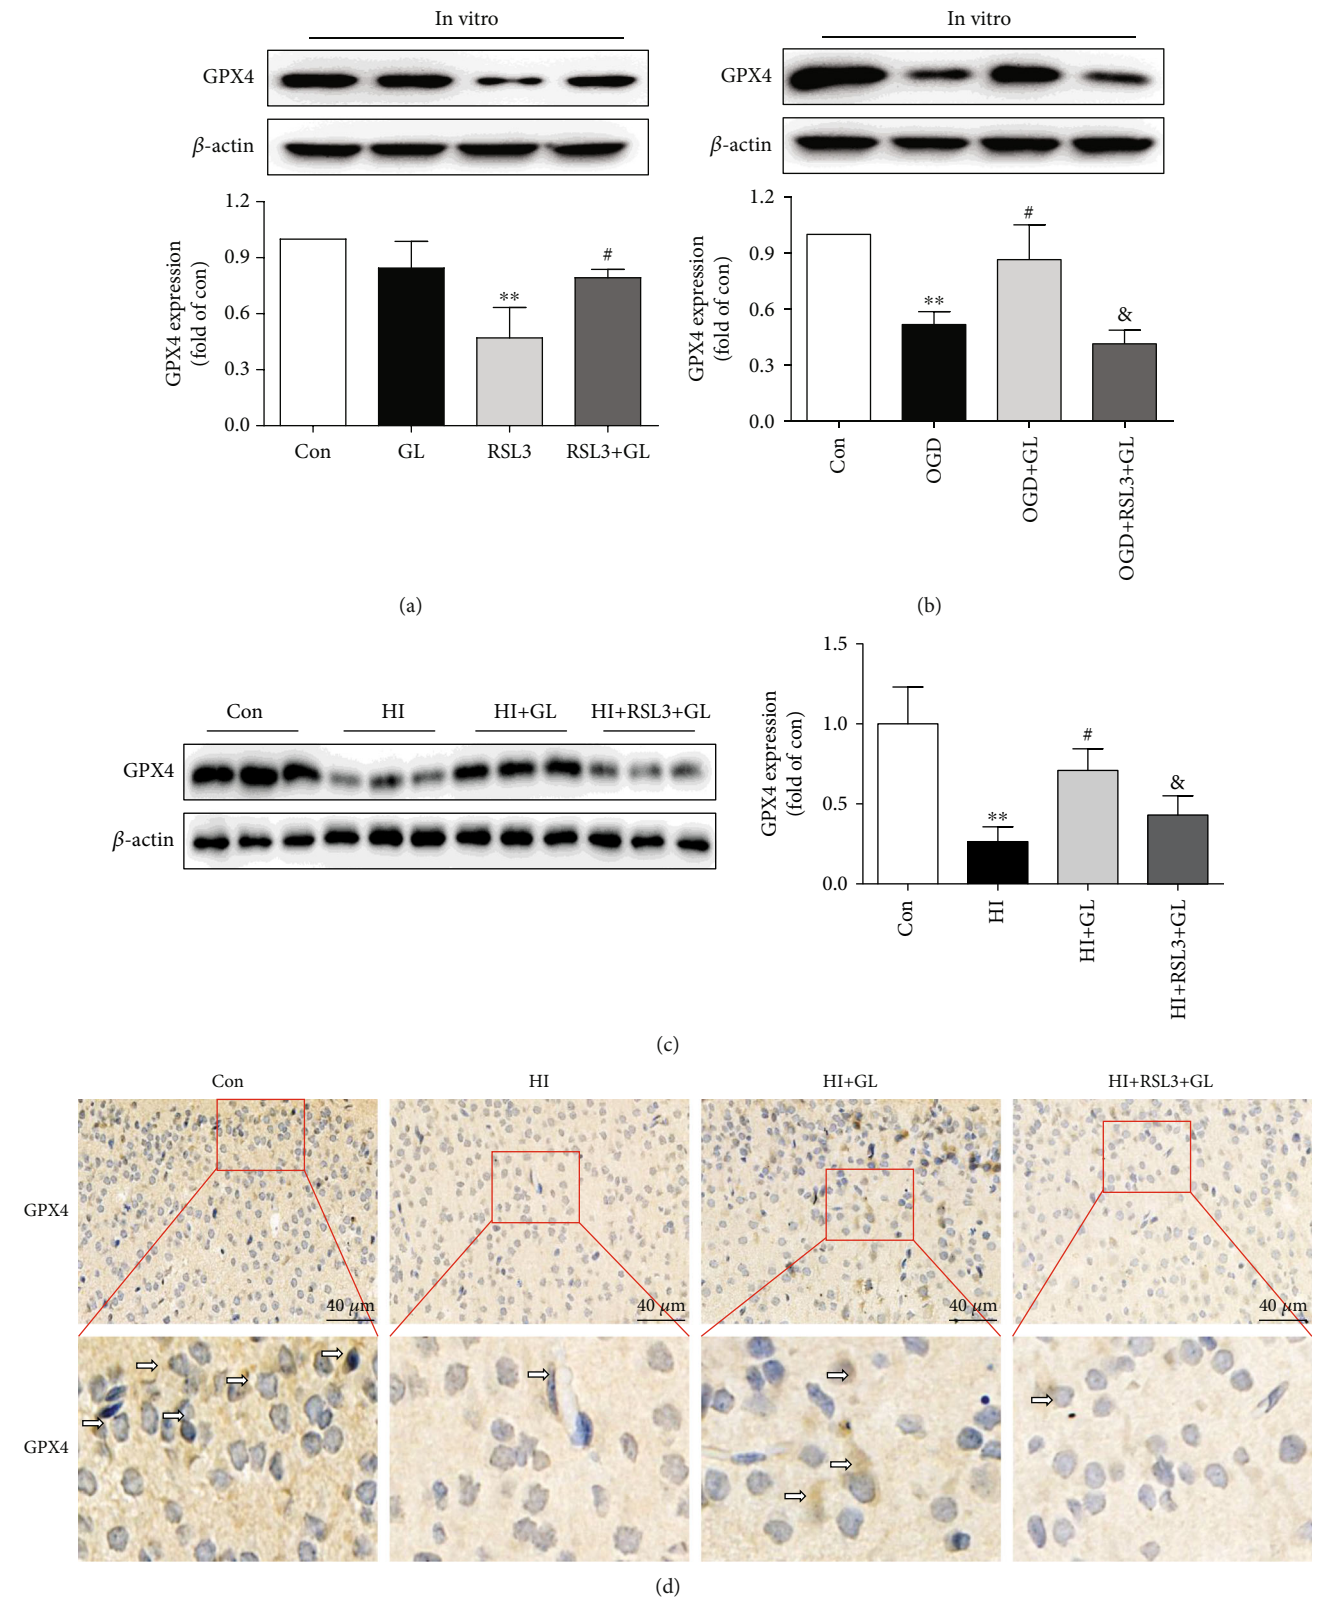 In vitro
GPX4
β-actin
1.2
0.9
0.6
0.3
0.0
GPX4 expression
(fold of con)
**
#
Con GL RSL3 RSL3+GL
(a)
In vitro
GPX4
β-actin
1.2
0.9
0.6
0.3
0.0
GPX4 expression
(fold of con)
**
#
&
Con
OGD
OGD+GL
OGD+RSL3+GL
(b)
Con HI HI+GL HI+RSL3+GL
GPX4
β-actin
1.5
1.0
0.5
0.0
GPX4 expression
(fold of con)
**
#
&
Con
HI
HI+GL
HI+RSL3+GL
(c)
Con HI HI+GL HI+RSL3+GL
GPX4
40 μm 40 μm 40 μm 40 μm
GPX4
(d)